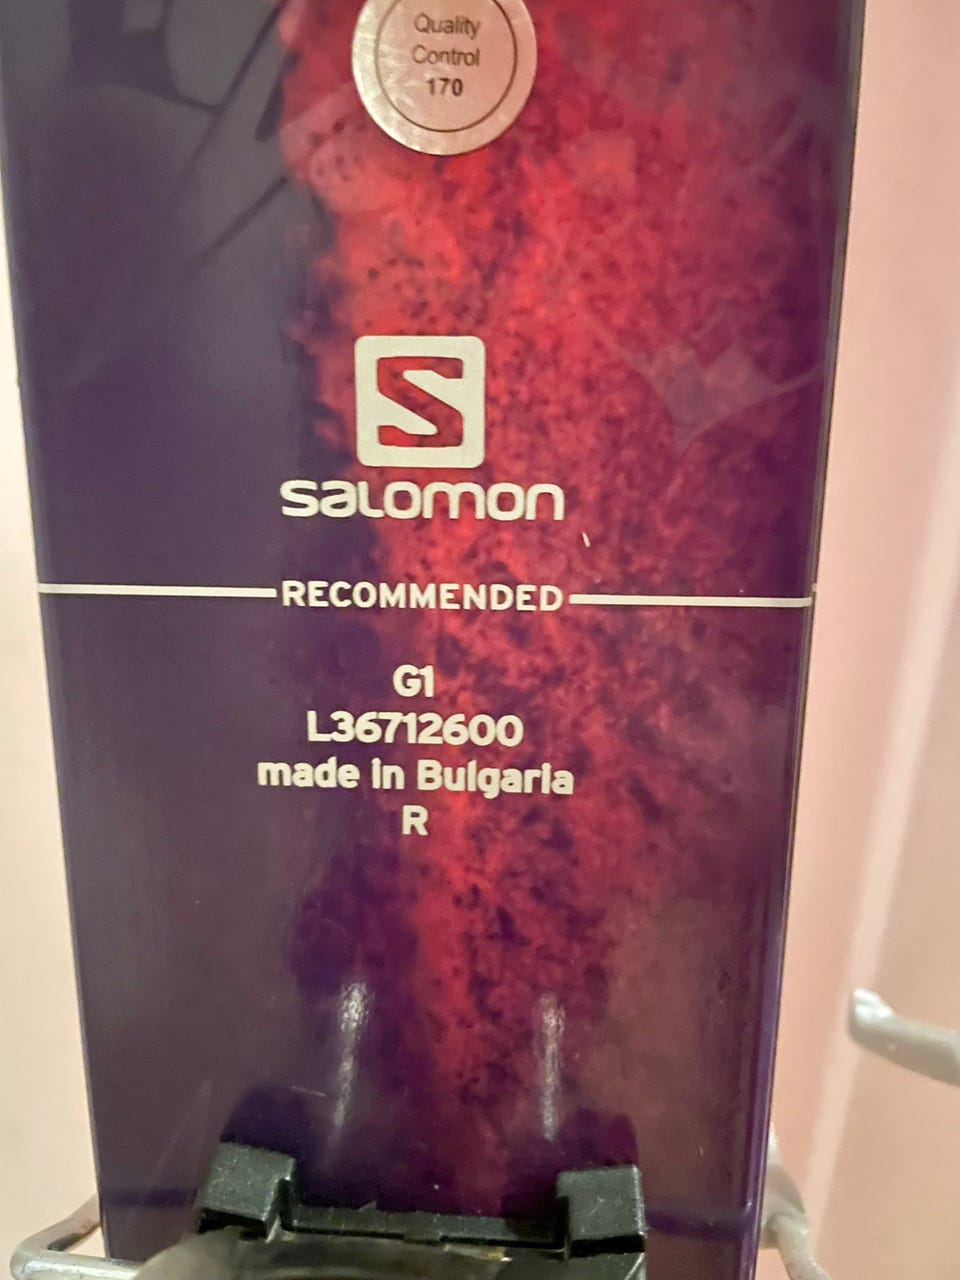 Quality
Control
170
S
salomon
RECOMMENDED
G1
L36712600
made in Bulgaria
R